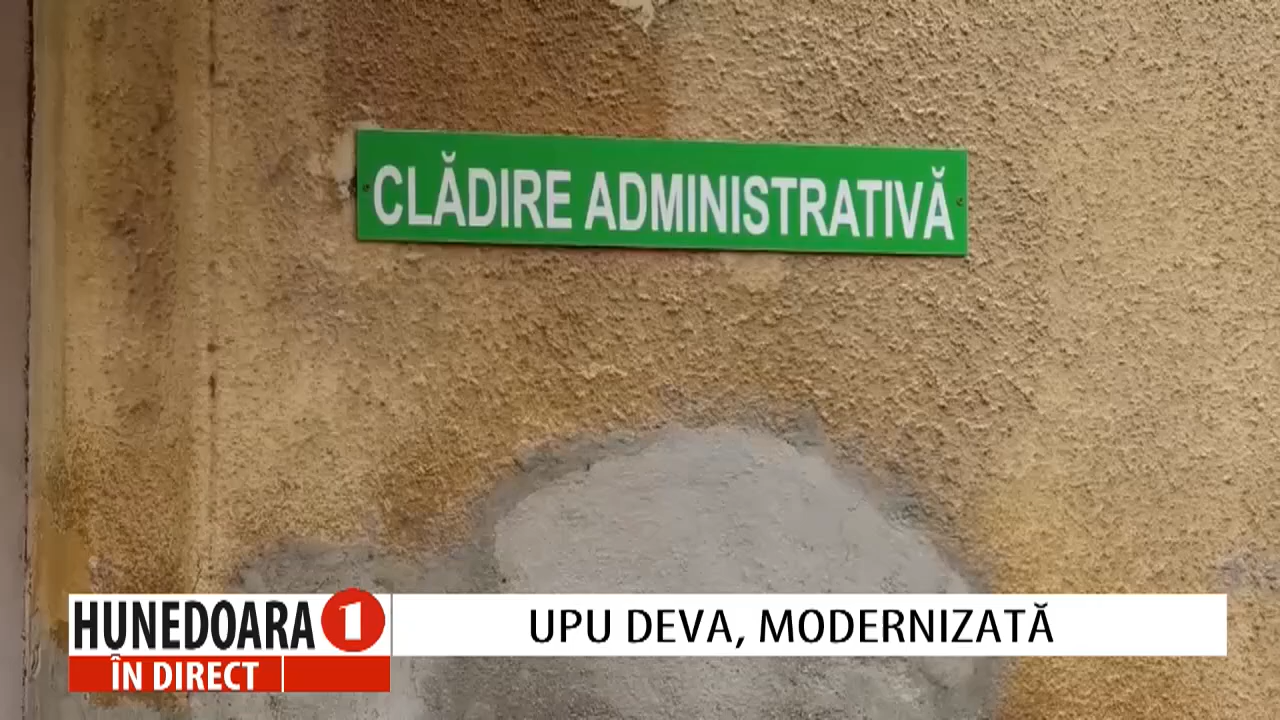 CLĂDIRE ADMINISTRATIVĂ
HUNEDOARA 1
ÎN DIRECT
UPU DEVA, MODERNIZATĂ